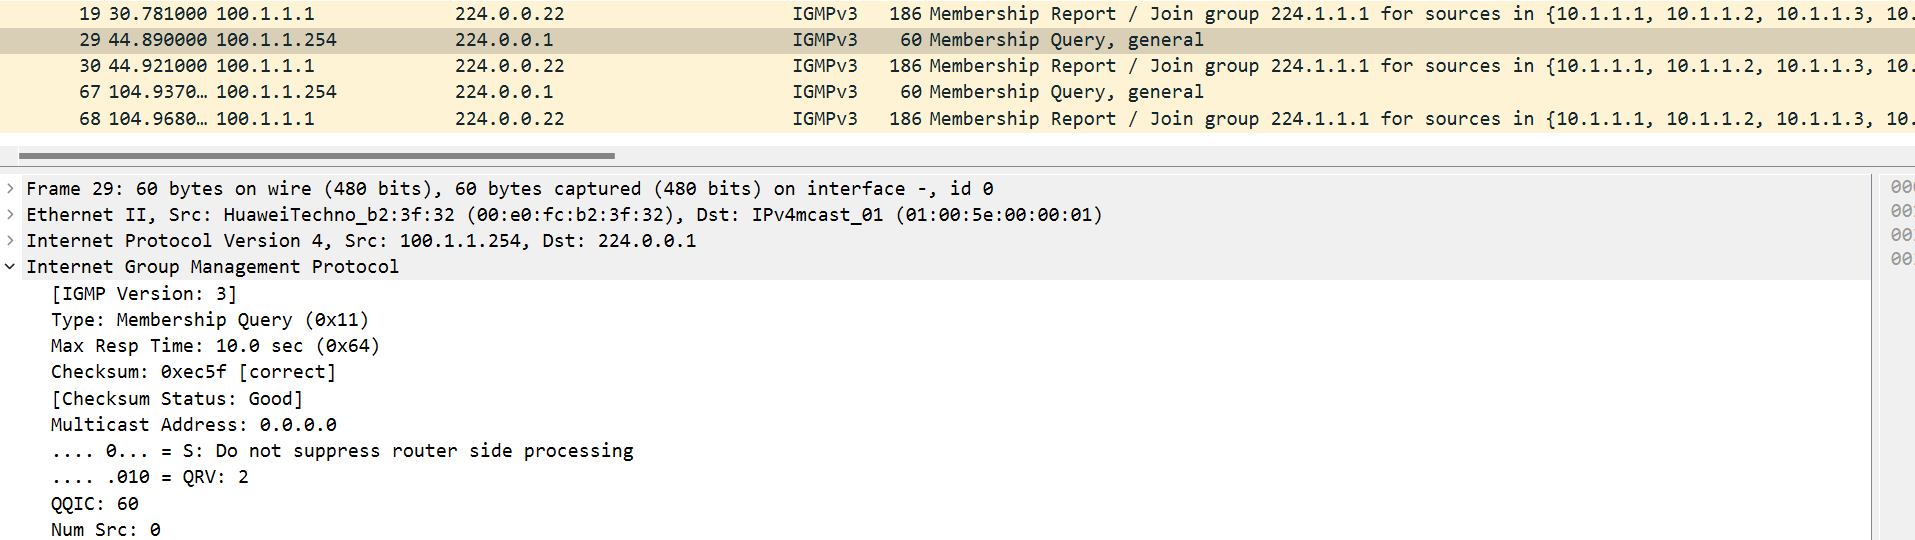 19 30.781000 100.1.1.1 224.0.0.22 IGMPv3 186 Membership Report / Join group 224.1.1.1 for sources in {10.1.1.1, 10.1.1.2, 10.1.1.3, 10.
29 44.890000 100.1.1.254 224.0.0.1 IGMPv3 60 Membership Query, general
30 44.921000 100.1.1.1 224.0.0.22 IGMPv3 186 Membership Report / Join group 224.1.1.1 for sources in {10.1.1.1, 10.1.1.2, 10.1.1.3, 10.
67 104.9370… 100.1.1.254 224.0.0.1 IGMPv3 60 Membership Query, general
68 104.9680… 100.1.1.1 224.0.0.22 IGMPv3 186 Membership Report / Join group 224.1.1.1 for sources in {10.1.1.1, 10.1.1.2, 10.1.1.3, 10.
Frame 29: 60 bytes on wire (480 bits), 60 bytes captured (480 bits) on interface -, id 0
Ethernet II, Src: HuaweiTechno_b2:3f:32 (00:e0:fc:b2:3f:32), Dst: IPv4mcast_01 (01:00:5e:00:00:01)
Internet Protocol Version 4, Src: 100.1.1.254, Dst: 224.0.0.1
Internet Group Management Protocol
[IGMP Version: 3]
Type: Membership Query (0x11)
Max Resp Time: 10.0 sec (0x64)
Checksum: 0xec5f [correct]
[Checksum Status: Good]
Multicast Address: 0.0.0.0
.... 0... = S: Do not suppress router side processing
.... .010 = QRV: 2
QQIC: 60
Num Src: 0